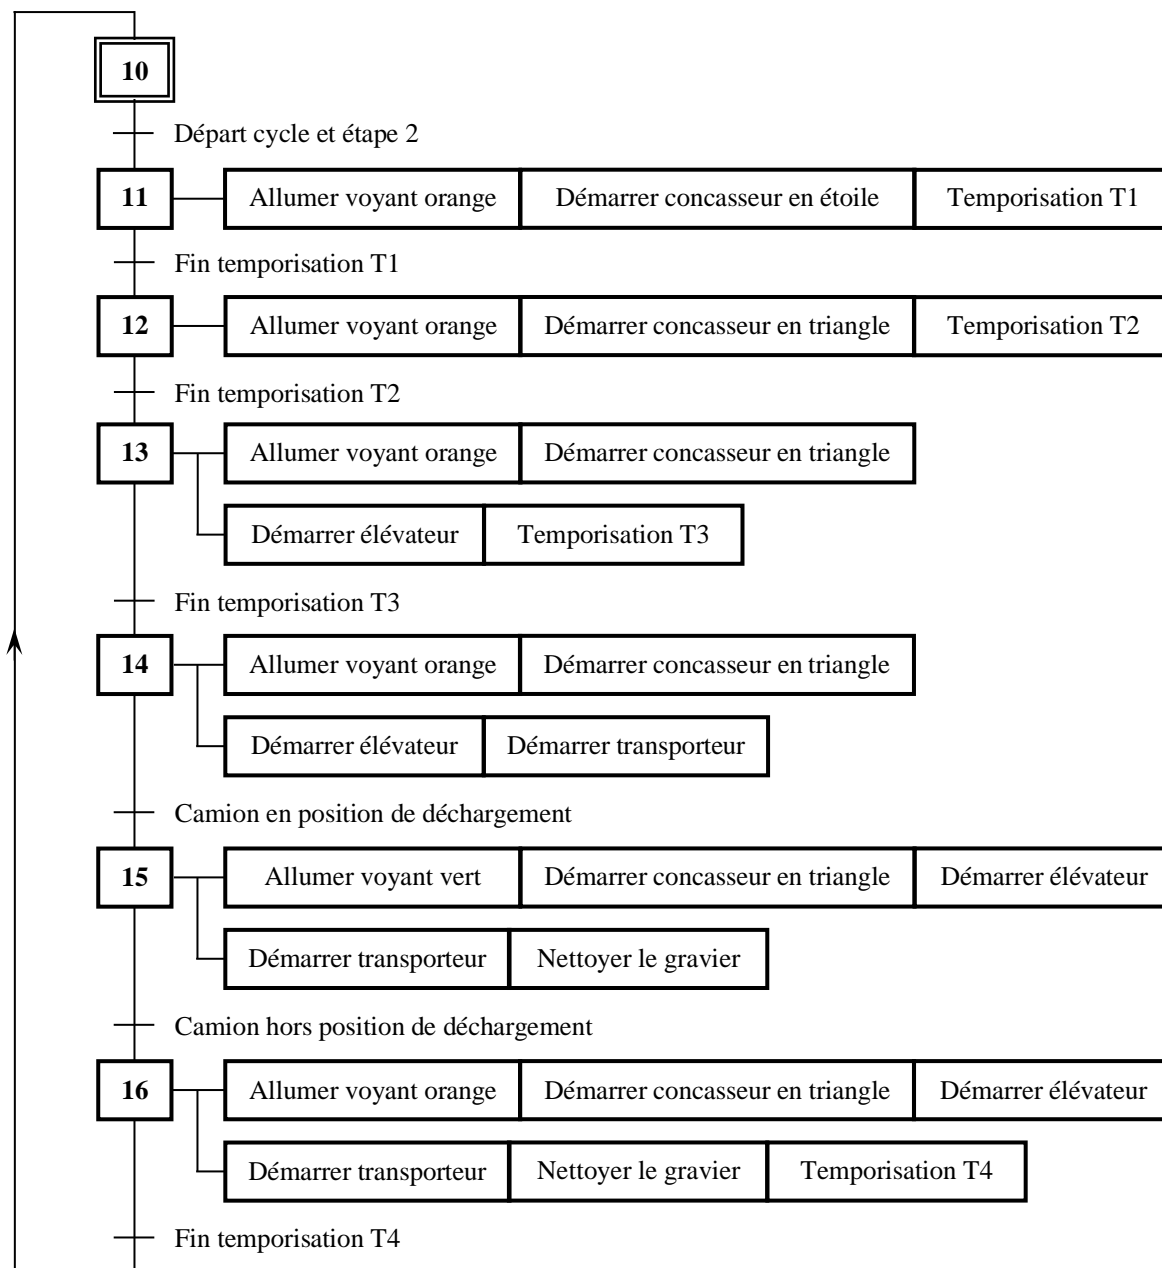 10
Départ cycle et étape 2
11 Allumer voyant orange Démarrer concasseur en étoile Temporisation T1
Fin temporisation T1
12 Allumer voyant orange Démarrer concasseur en triangle Temporisation T2
Fin temporisation T2
13 Allumer voyant orange Démarrer concasseur en triangle
Démarrer élévateur Temporisation T3
Fin temporisation T3
14 Allumer voyant orange Démarrer concasseur en triangle
Démarrer élévateur Démarrer transporteur
Camion en position de déchargement
15 Allumer voyant vert Démarrer concasseur en triangle Démarrer élévateur
Démarrer transporteur Nettoyer le gravier
Camion hors position de déchargement
16 Allumer voyant orange Démarrer concasseur en triangle Démarrer élévateur
Démarrer transporteur Nettoyer le gravier Temporisation T4
Fin temporisation T4